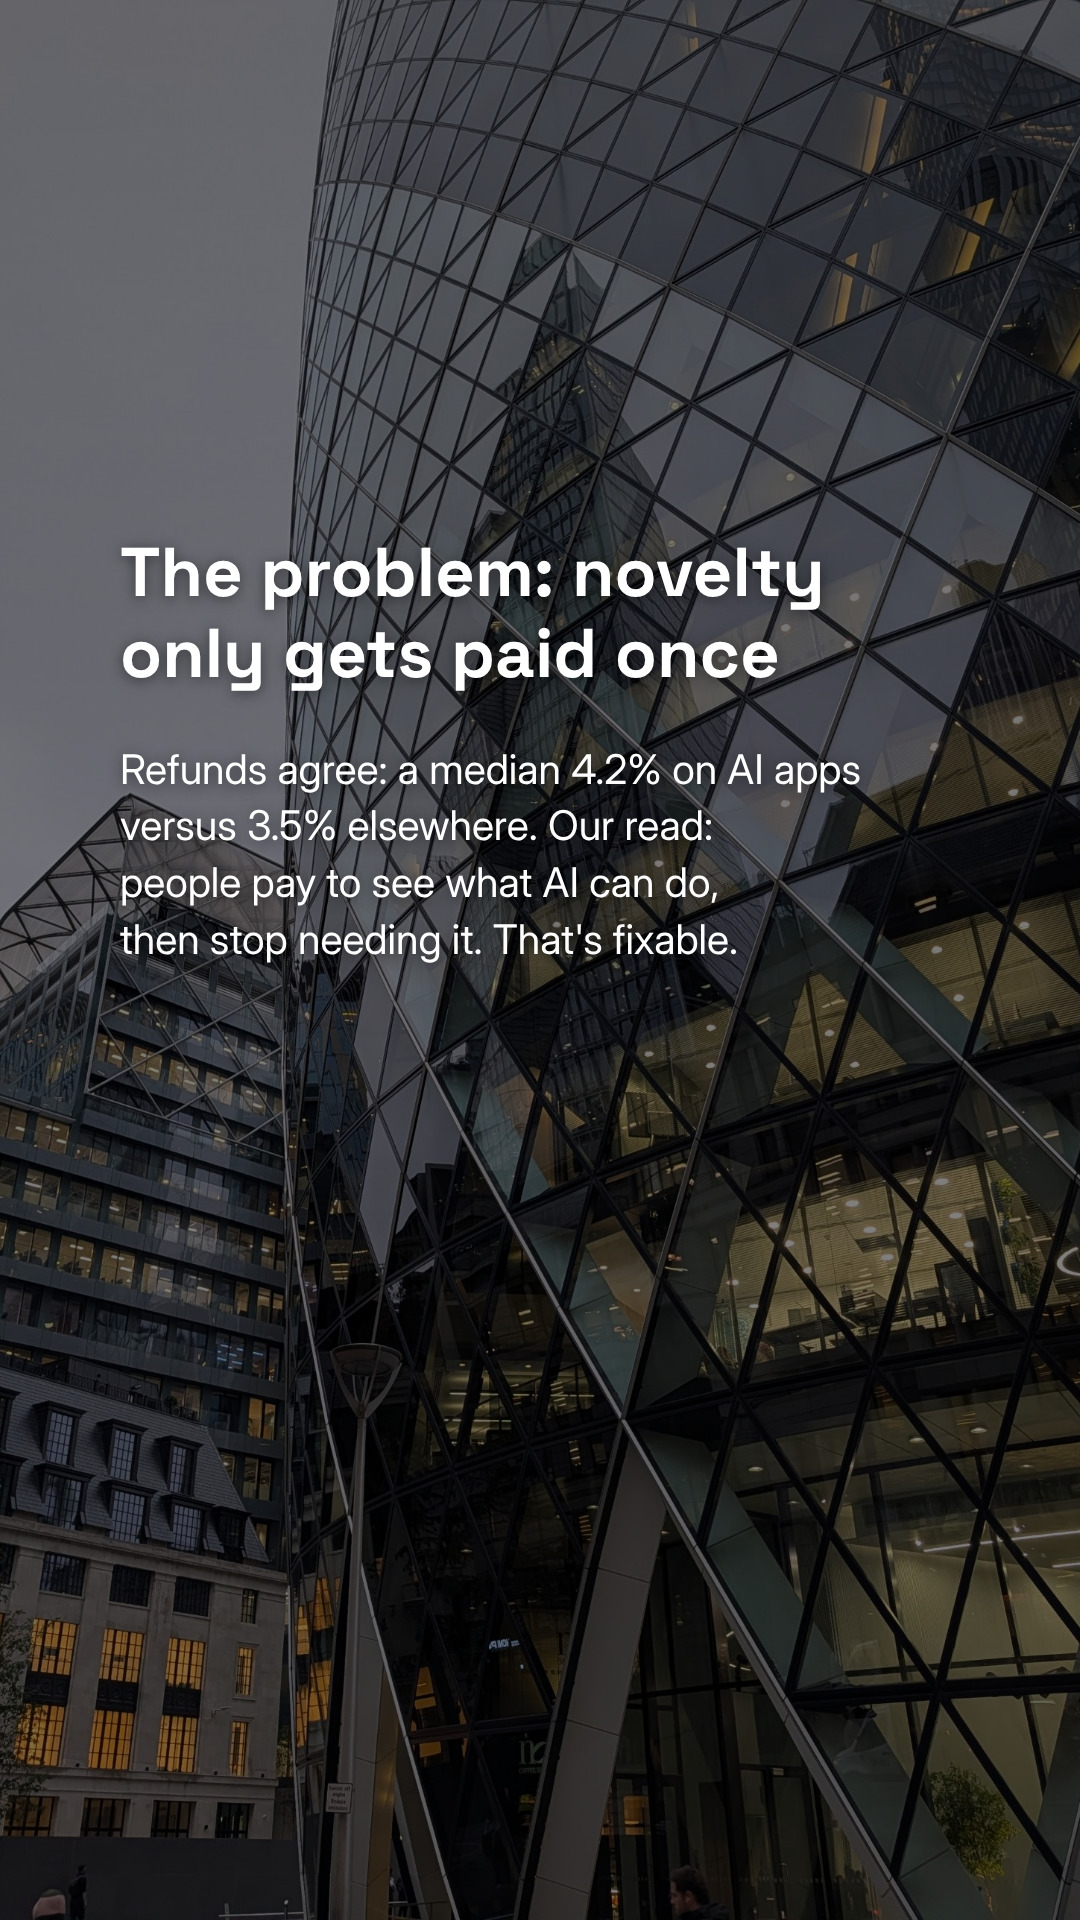 The problem: novelty
only gets paid once
Refunds agree: a median 4.2% on AI apps
versus 3.5% elsewhere. Our read:
people pay to see what AI can do,
then stop needing it. That's fixable.